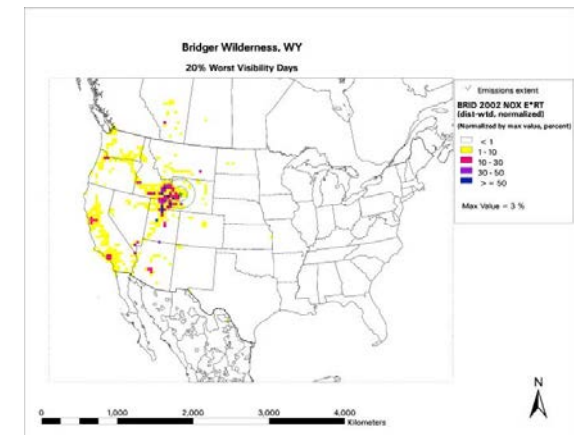 Bridger Wilderness, WY
20% Worst Visibility Days
Emissions extent
BRID 2002 NOX E*RT
(dist-wtd, normalized)
(Normalized by max value, percent)
< 1
1 - 10
10 - 30
30 - 50
> = 50
Max Value = 3 %
N
0 1,000 2,000 3,000 4,000
Kilometers